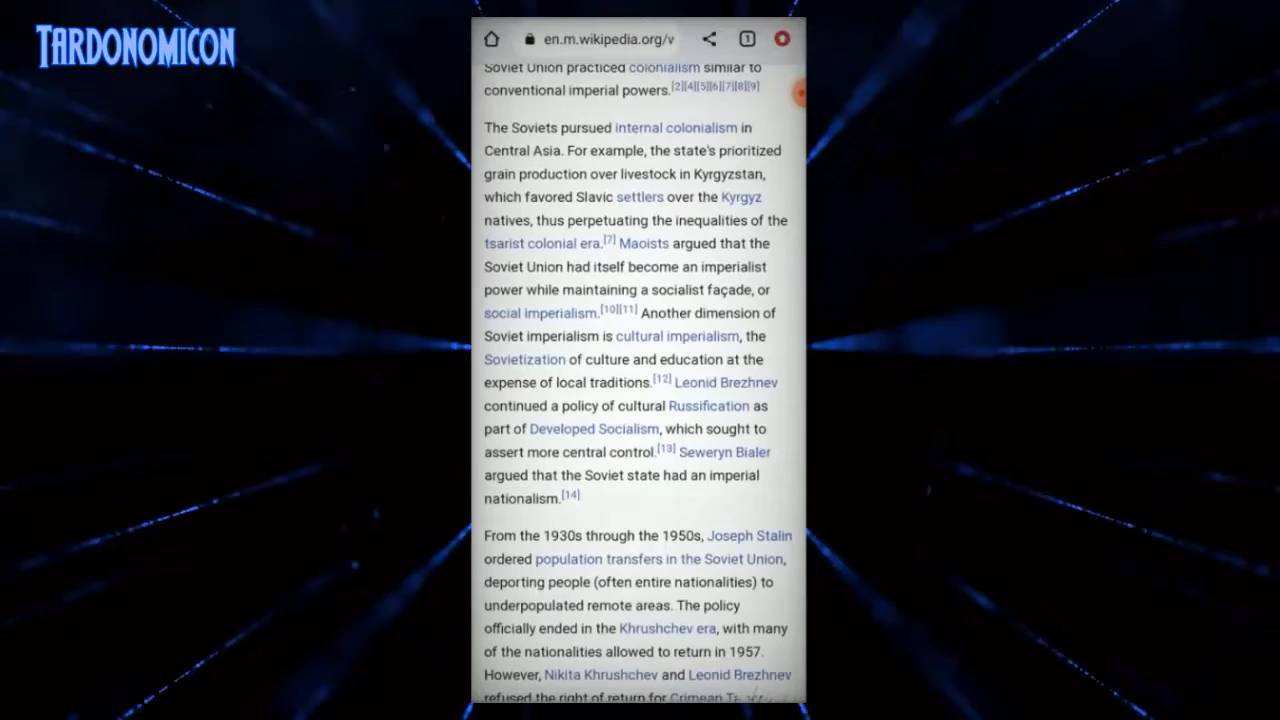 TARDONOMICON
en.m.wikipedia.org/v
1
Soviet Union practiced colonialism similar to
conventional imperial powers.[2][4][5][6][7][8][9]
The Soviets pursued internal colonialism in
Central Asia. For example, the state's prioritized
grain production over livestock in Kyrgyzstan,
which favored Slavic settlers over the Kyrgyz
natives, thus perpetuating the inequalities of the
tsarist colonial era.[7] Maoists argued that the
Soviet Union had itself become an imperialist
power while maintaining a socialist façade, or
social imperialism.[10][11] Another dimension of
Soviet imperialism is cultural imperialism, the
Sovietization of culture and education at the
expense of local traditions.[12] Leonid Brezhnev
continued a policy of cultural Russification as
part of Developed Socialism, which sought to
assert more central control.[13] Seweryn Bialer
argued that the Soviet state had an imperial
nationalism.[14]
From the 1930s through the 1950s, Joseph Stalin
ordered population transfers in the Soviet Union,
deporting people (often entire nationalities) to
underpopulated remote areas. The policy
officially ended in the Khrushchev era, with many
of the nationalities allowed to return in 1957.
However, Nikita Khrushchev and Leonid Brezhnev
refused the right of return for Crimean